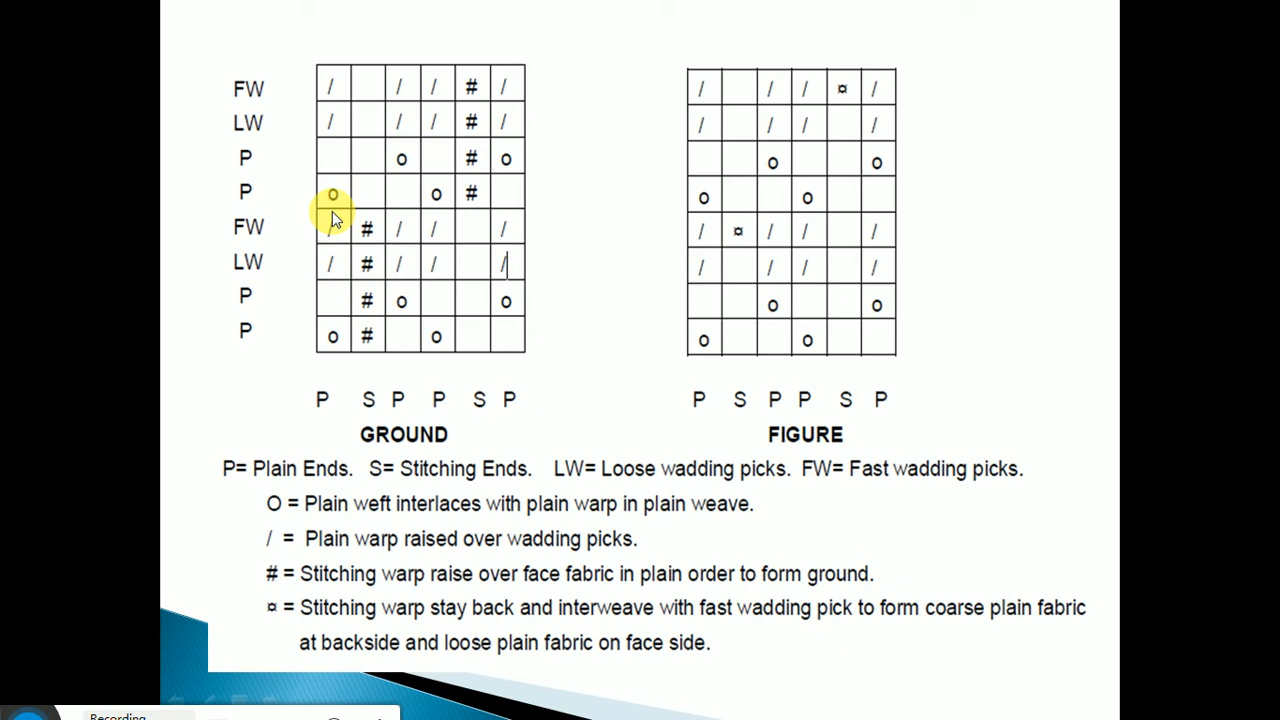 FW / / / # / / / / ¤ /
LW / / / # / / / / /
P o # o o o
P o o # o o
FW / # / / / / ¤ / / /
LW / # / / / / / / /
P # o o o o
P o # o o o
P S P P S P P S P P S P
GROUND FIGURE
P= Plain Ends. S= Stitching Ends. LW= Loose wadding picks. FW= Fast wadding picks.
O = Plain weft interlaces with plain warp in plain weave.
/ = Plain warp raised over wadding picks.
# = Stitching warp raise over face fabric in plain order to form ground.
¤ = Stitching warp stay back and interweave with fast wadding pick to form coarse plain fabric
at backside and loose plain fabric on face side.
Recording